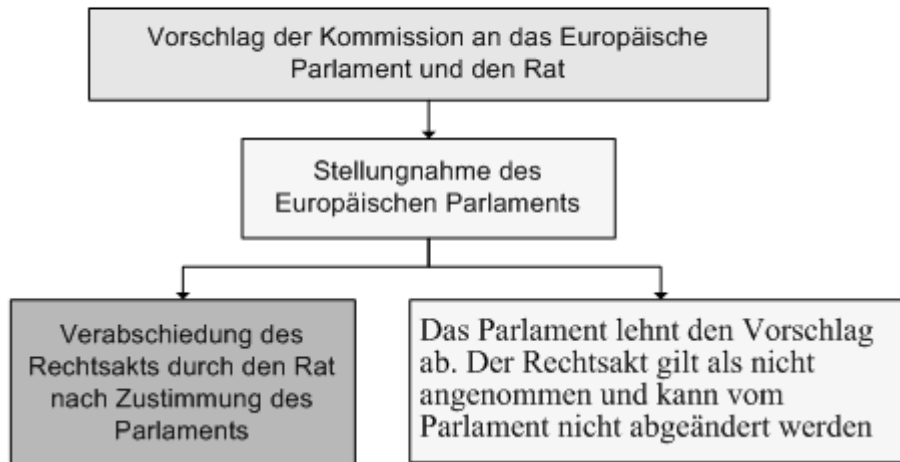 Vorschlag der Kommission an das Europäische
Parlament und den Rat
Stellungnahme des
Europäischen Parlaments
Verabschiedung des
Rechtsakts durch den Rat
nach Zustimmung des
Parlaments
Das Parlament lehnt den Vorschlag
ab. Der Rechtsakt gilt als nicht
angenommen und kann vom
Parlament nicht abgeändert werden